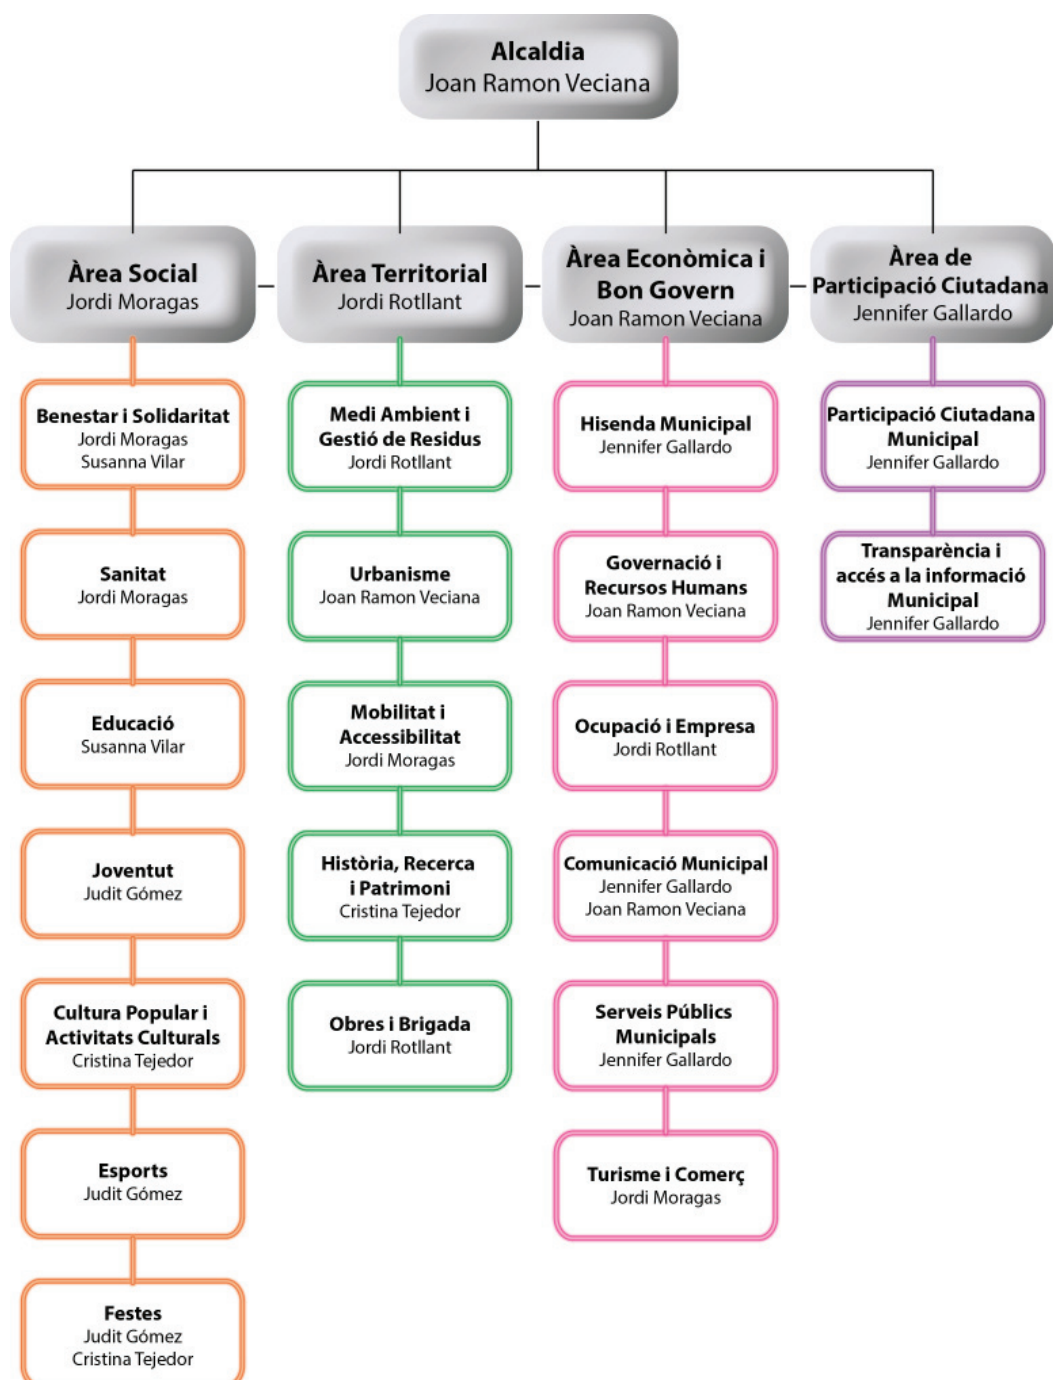 Alcaldia
Joan Ramon Veciana
Àrea Social
Jordi Moragas
Àrea Territorial
Jordi Rotllant
Àrea Econòmica i
Bon Govern
Joan Ramon Veciana
Àrea de
Participació Ciutadana
Jennifer Gallardo
Benestar i Solidaritat
Jordi Moragas
Susanna Vilar
Sanitat
Jordi Moragas
Educació
Susanna Vilar
Joventut
Judit Gómez
Cultura Popular i
Activitats Culturals
Cristina Tejedor
Esports
Judit Gómez
Festes
Judit Gómez
Cristina Tejedor
Medi Ambient i
Gestió de Residus
Jordi Rotllant
Urbanisme
Joan Ramon Veciana
Mobilitat i
Accessibilitat
Jordi Moragas
Història, Recerca
i Patrimoni
Cristina Tejedor
Obres i Brigada
Jordi Rotllant
Hisenda Municipal
Jennifer Gallardo
Governació i
Recursos Humans
Joan Ramon Veciana
Ocupació i Empresa
Jordi Rotllant
Comunicació Municipal
Jennifer Gallardo
Joan Ramon Veciana
Serveis Públics
Municipals
Jennifer Gallardo
Turisme i Comerç
Jordi Moragas
Participació Ciutadana
Municipal
Jennifer Gallardo
Transparència i
accés a la informació
Municipal
Jennifer Gallardo